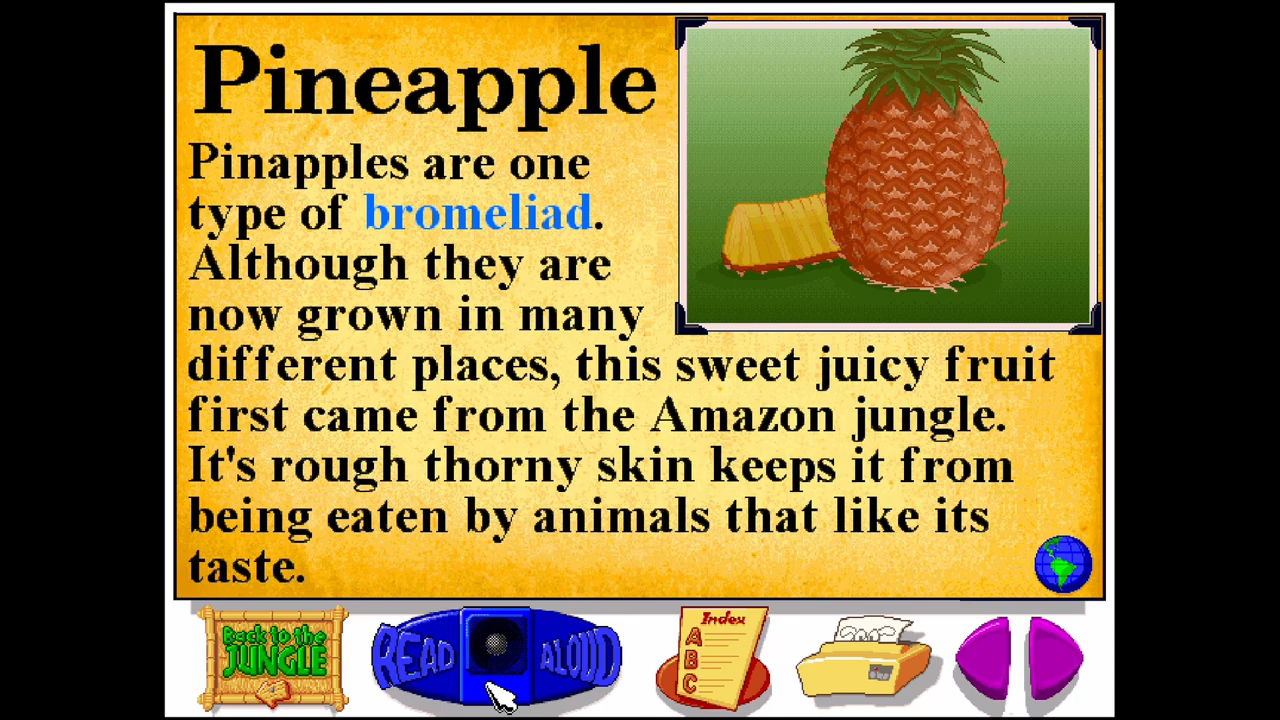 Pineapple
Pinapples are one
type of bromeliad.
Although they are
now grown in many
different places, this sweet juicy fruit
first came from the Amazon jungle.
It's rough thorny skin keeps it from
being eaten by animals that like its
taste.
Back to the
JUNGLE
READ ALOUD
Index
A
B
C